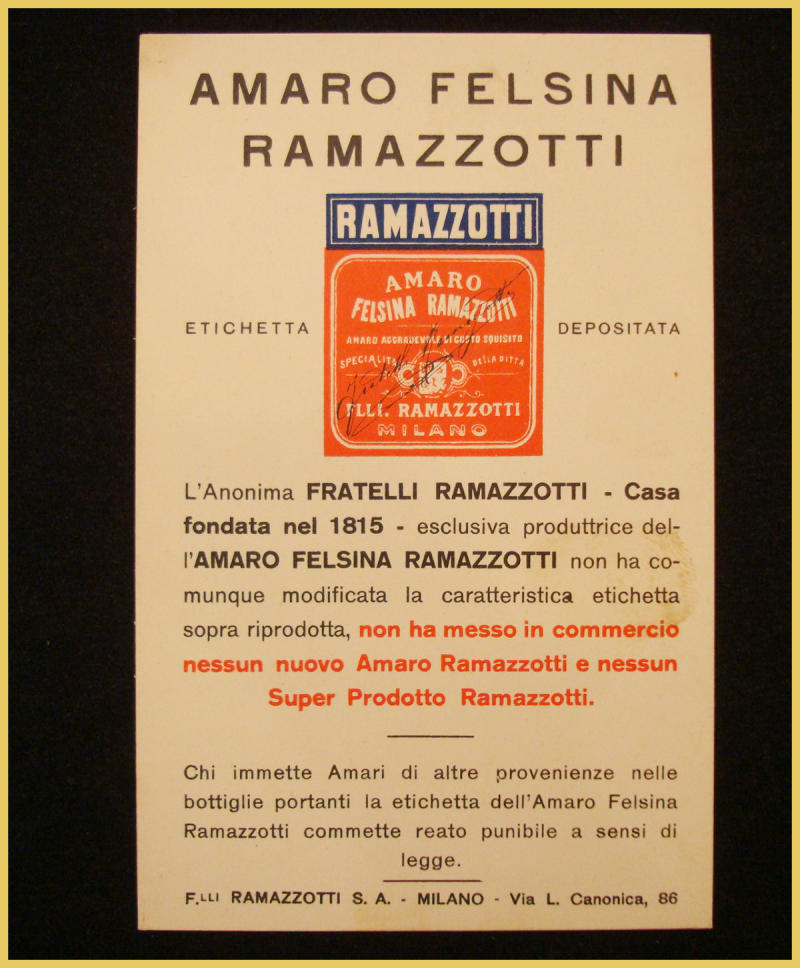 AMARO FELSINA
RAMAZZOTTI
RAMAZZOTTI
AMARO
FELSINA RAMAZZOTTI
AMARO AGGRADEVOLE DI GUSTO SQUISITO
ETICHETTA
DEPOSITATA
SPECIALITÀ DELLA DITTA
FLLI. RAMAZZOTTI
MILANO
L'Anonima FRATELLI RAMAZZOTTI - Casa
fondata nel 1815 - esclusiva produttrice del-
l'AMARO FELSINA RAMAZZOTTI non ha co-
munque modificata la caratteristica etichetta
sopra riprodotta, non ha messo in commercio
nessun nuovo Amaro Ramazzotti e nessun
Super Prodotto Ramazzotti.
Chi immette Amari di altre provenienze nelle
bottiglie portanti la etichetta dell'Amaro Felsina
Ramazzotti commette reato punibile a sensi di
legge.
F.LLI RAMAZZOTTI S. A. - MILANO - Via L. Canonica, 86